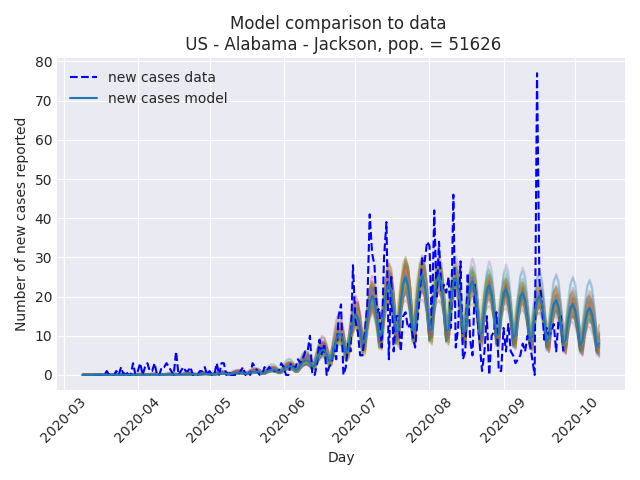 Model comparison to data
US - Alabama - Jackson, pop. = 51626
80
70
60
50
40
30
20
10
0
Number of new cases reported
new cases data
new cases model
2020-03
2020-04
2020-05
2020-06
2020-07
2020-08
2020-09
2020-10
Day